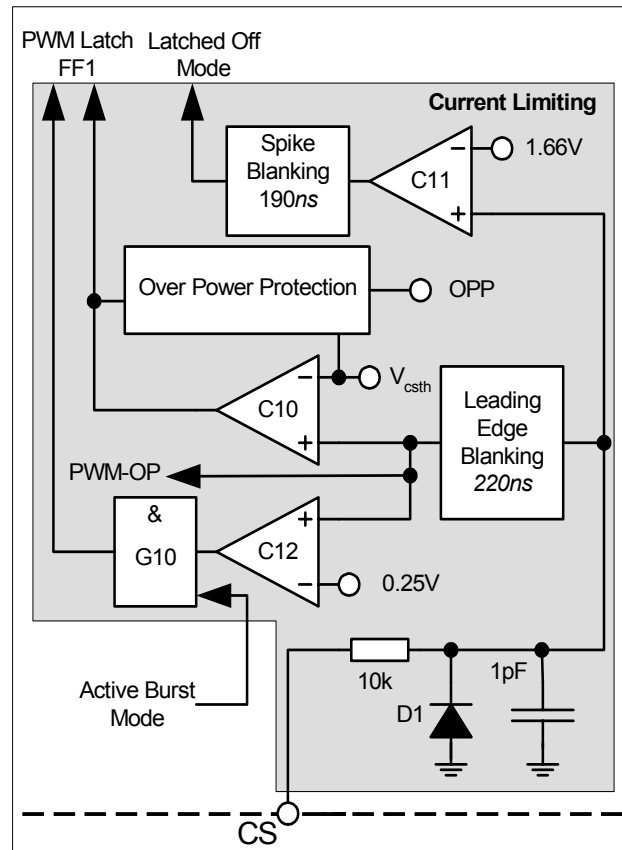 PWM Latch
FF1
Latched Off
Mode
Current Limiting
Spike
Blanking
190ns
C11
1.66V
Over Power Protection
OPP
C10
Vcsth
Leading
Edge
Blanking
220ns
PWM-OP
&
G10
C12
0.25V
10k
1pF
D1
Active Burst
Mode
CS